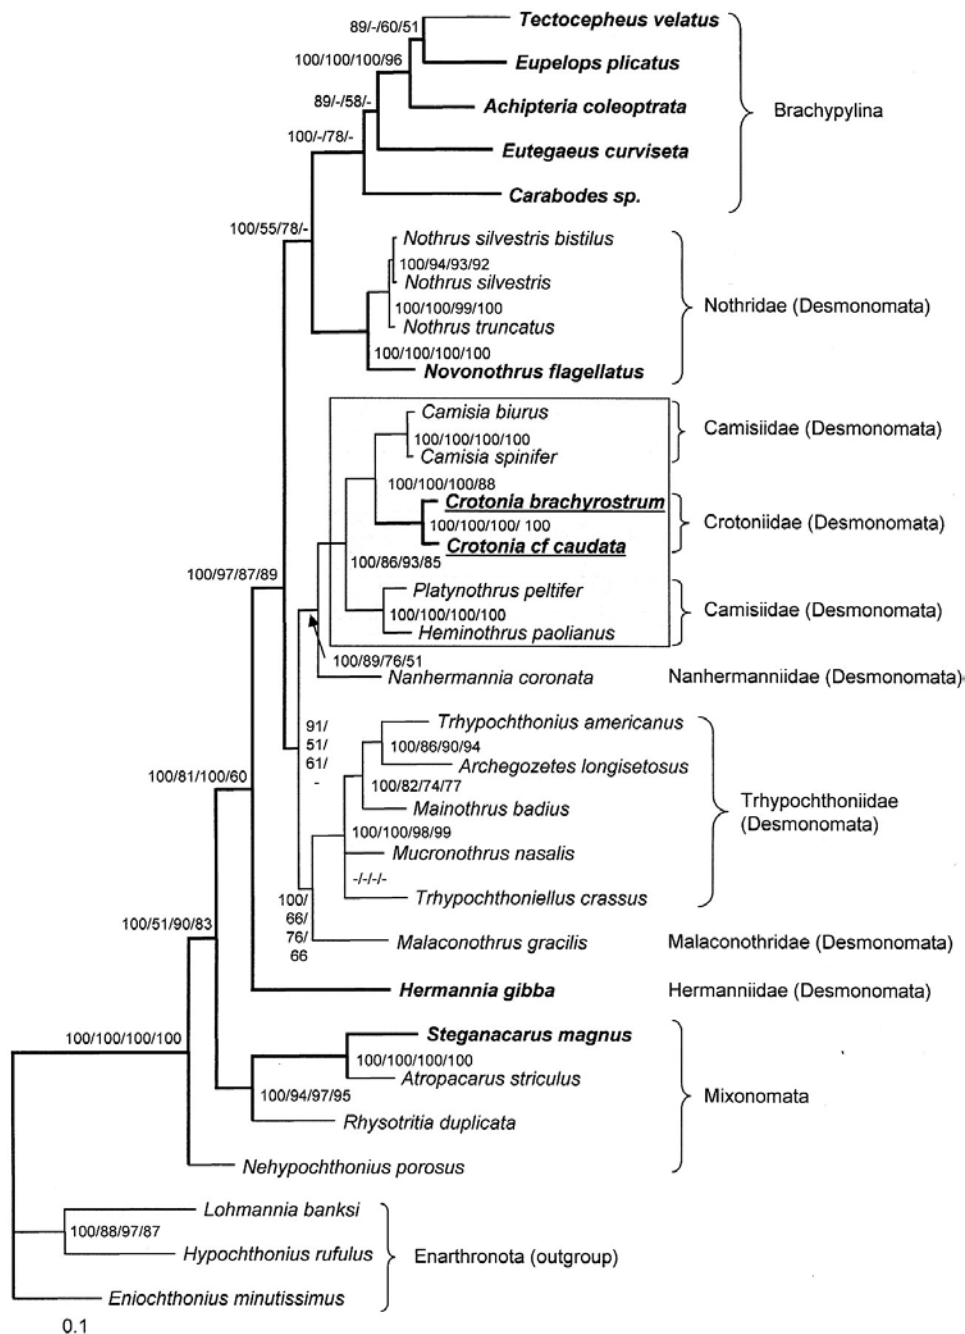 Tectocepheus velatus
89/-/60/51
100/100/100/96
Eupelops plicatus
89/-/58/-
Achipteria coleoptrata
Brachypylina
100/-/78/-
Eutegaeus curviseta
Carabodes sp.
100/55/78/-
Nothrus silvestris bistilus
100/94/93/92
Nothrus silvestris
100/100/99/100
Nothrus truncatus
Nothridae (Desmonomata)
100/100/100/100
Novonothrus flagellatus
Camisia biurus
100/100/100/100
Camisia spinifer
Camisiidae (Desmonomata)
100/100/100/88
Crotonia brachyrostrum
100/100/100/ 100
Crotonia cf caudata
Crotoniidae (Desmonomata)
100/86/93/85
100/97/87/89
Platynothrus peltifer
100/100/100/100
Heminothrus paolianus
Camisiidae (Desmonomata)
100/89/76/51
Nanhermannia coronata
Nanhermanniidae (Desmonomata)
91/
51/
61/
-
Trhypochthonius americanus
100/86/90/94
Archegozetes longisetosus
100/81/100/60
100/82/74/77
Mainothrus badius
Trhypochthoniidae
(Desmonomata)
100/100/98/99
Mucronothrus nasalis
-/-/-/-
Trhypochthoniellus crassus
100/
66/
76/
66
Malaconothrus gracilis
Malaconothridae (Desmonomata)
100/51/90/83
Hermannia gibba
Hermanniidae (Desmonomata)
100/100/100/100
Steganacarus magnus
100/100/100/100
Atropacarus striculus
100/94/97/95
Rhysotritia duplicata
Mixonomata
Nehypochthonius porosus
Lohmannia banksi
100/88/97/87
Hypochthonius rufulus
Enarthronota (outgroup)
Eniochthonius minutissimus
0.1